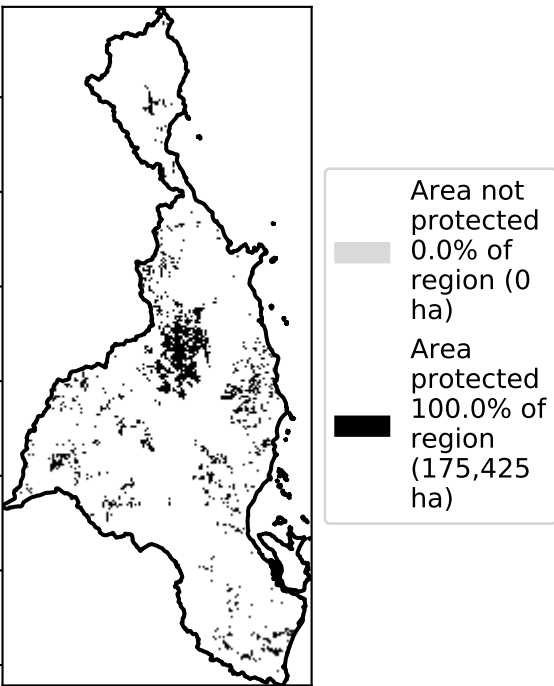 Area not
protected
0.0% of
region (0
ha)
Area
protected
100.0% of
region
(175,425
ha)